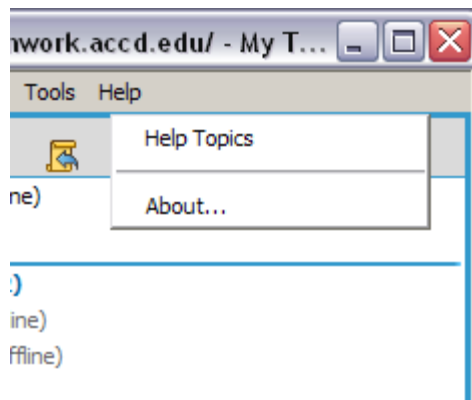 nwork.accd.edu/ - My T...
Tools Help
Help Topics
ne)
About...
:)
ine)
ffline)